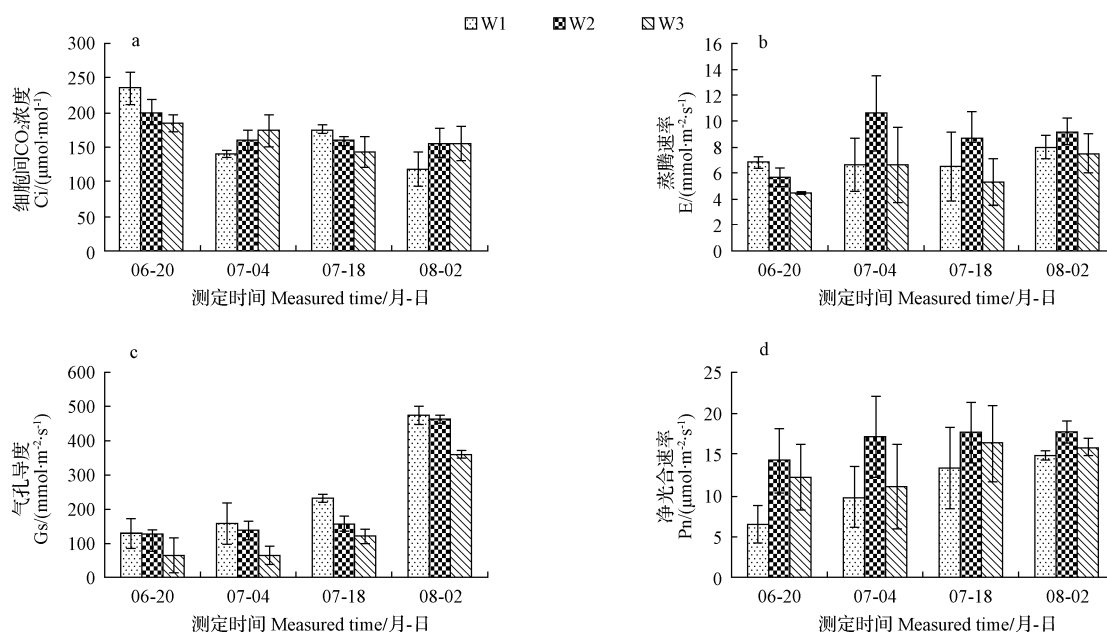 W1 W2 W3
a
300
250
200
150
100
50
0
细胞间CO₂浓度
Ci/(μmol·mol⁻¹)
06-20 07-04 07-18 08-02
测定时间 Measured time/月-日
b
16
14
12
10
8
6
4
2
0
蒸腾速率
E/(mmol·m⁻²·s⁻¹)
06-20 07-04 07-18 08-02
测定时间 Measured time/月-日
c
600
500
400
300
200
100
0
气孔导度
Gs/(mmol·m⁻²·s⁻¹)
06-20 07-04 07-18 08-02
测定时间 Measured time/月-日
d
25
20
15
10
5
0
净光合速率
Pn/(μmol·m⁻²·s⁻¹)
06-20 07-04 07-18 08-02
测定时间 Measured time/月-日